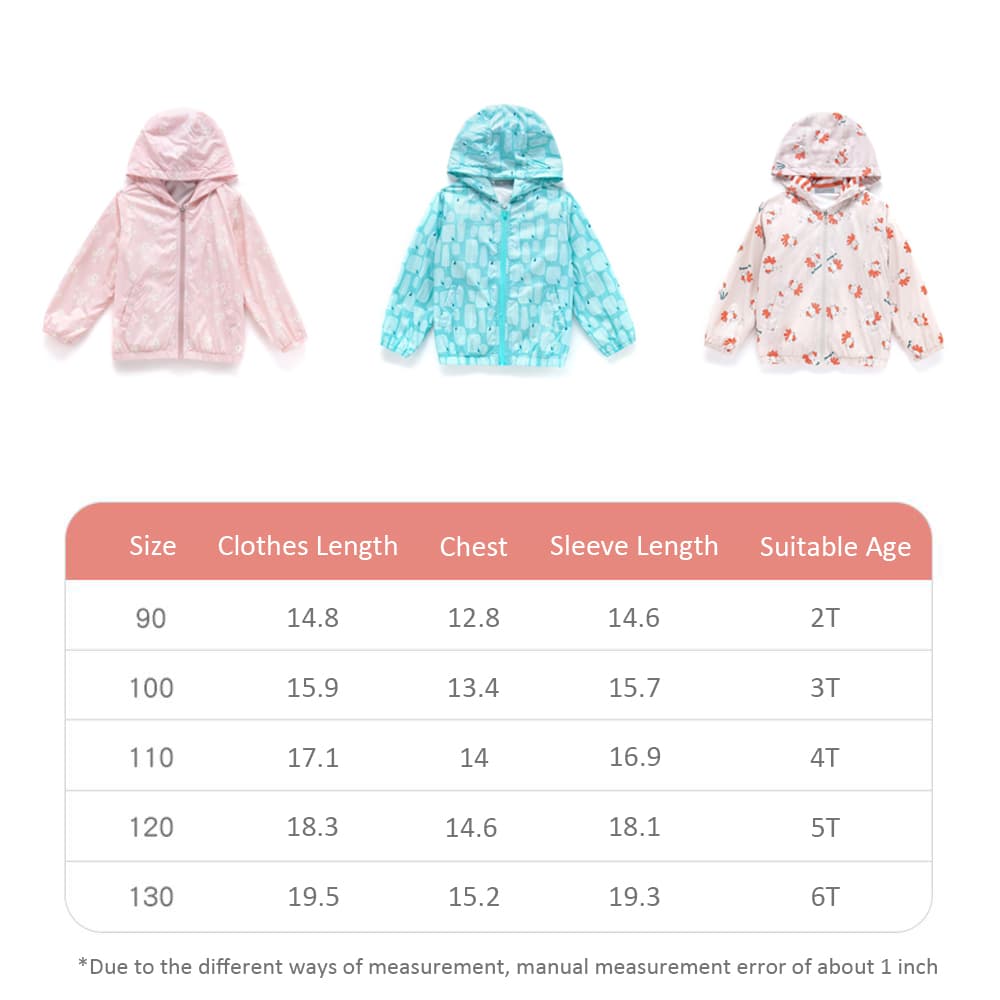 Size Clothes Length Chest Sleeve Length Suitable Age
90 14.8 12.8 14.6 2T
100 15.9 13.4 15.7 3T
110 17.1 14 16.9 4T
120 18.3 14.6 18.1 5T
130 19.5 15.2 19.3 6T
*Due to the different ways of measurement, manual measurement error of about 1 inch